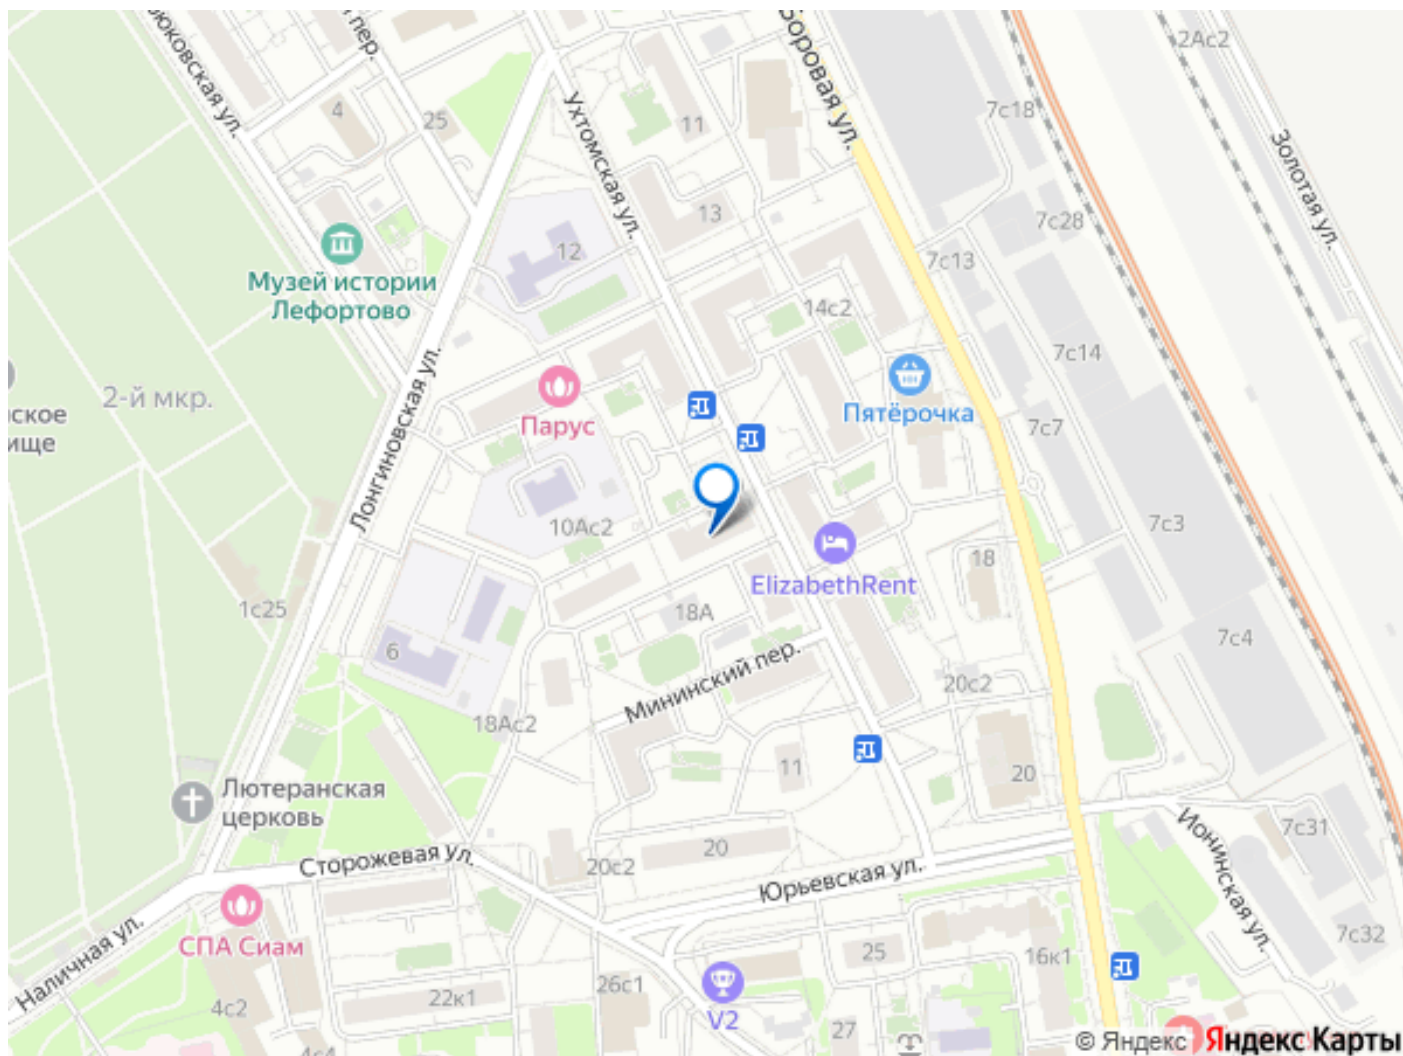 2Ас2
Боровая ул.
7с18
4
25
11
Ухтомская ул.
Золотая ул.
13
7с28
12
7с13
Музей истории
Лефортово
14с2
7с14
2-й мкр.
Парус
Пятёрочка
7с7
Лонгиновская ул.
10Ас2
7с3
ElizabethRent
18
1с25
18А
7с4
6
Мининский пер.
20с2
18Ас2
11
20
Лютеранская
церковь
Ионинская ул.
7с31
Сторожевая ул.
20с2
20
Юрьевская ул.
СПА Сиам
Наличная ул.
25
16к1
7с32
4с2
22к1
26с1
V2
27
4с4
© Яндекс
Яндекс Карты